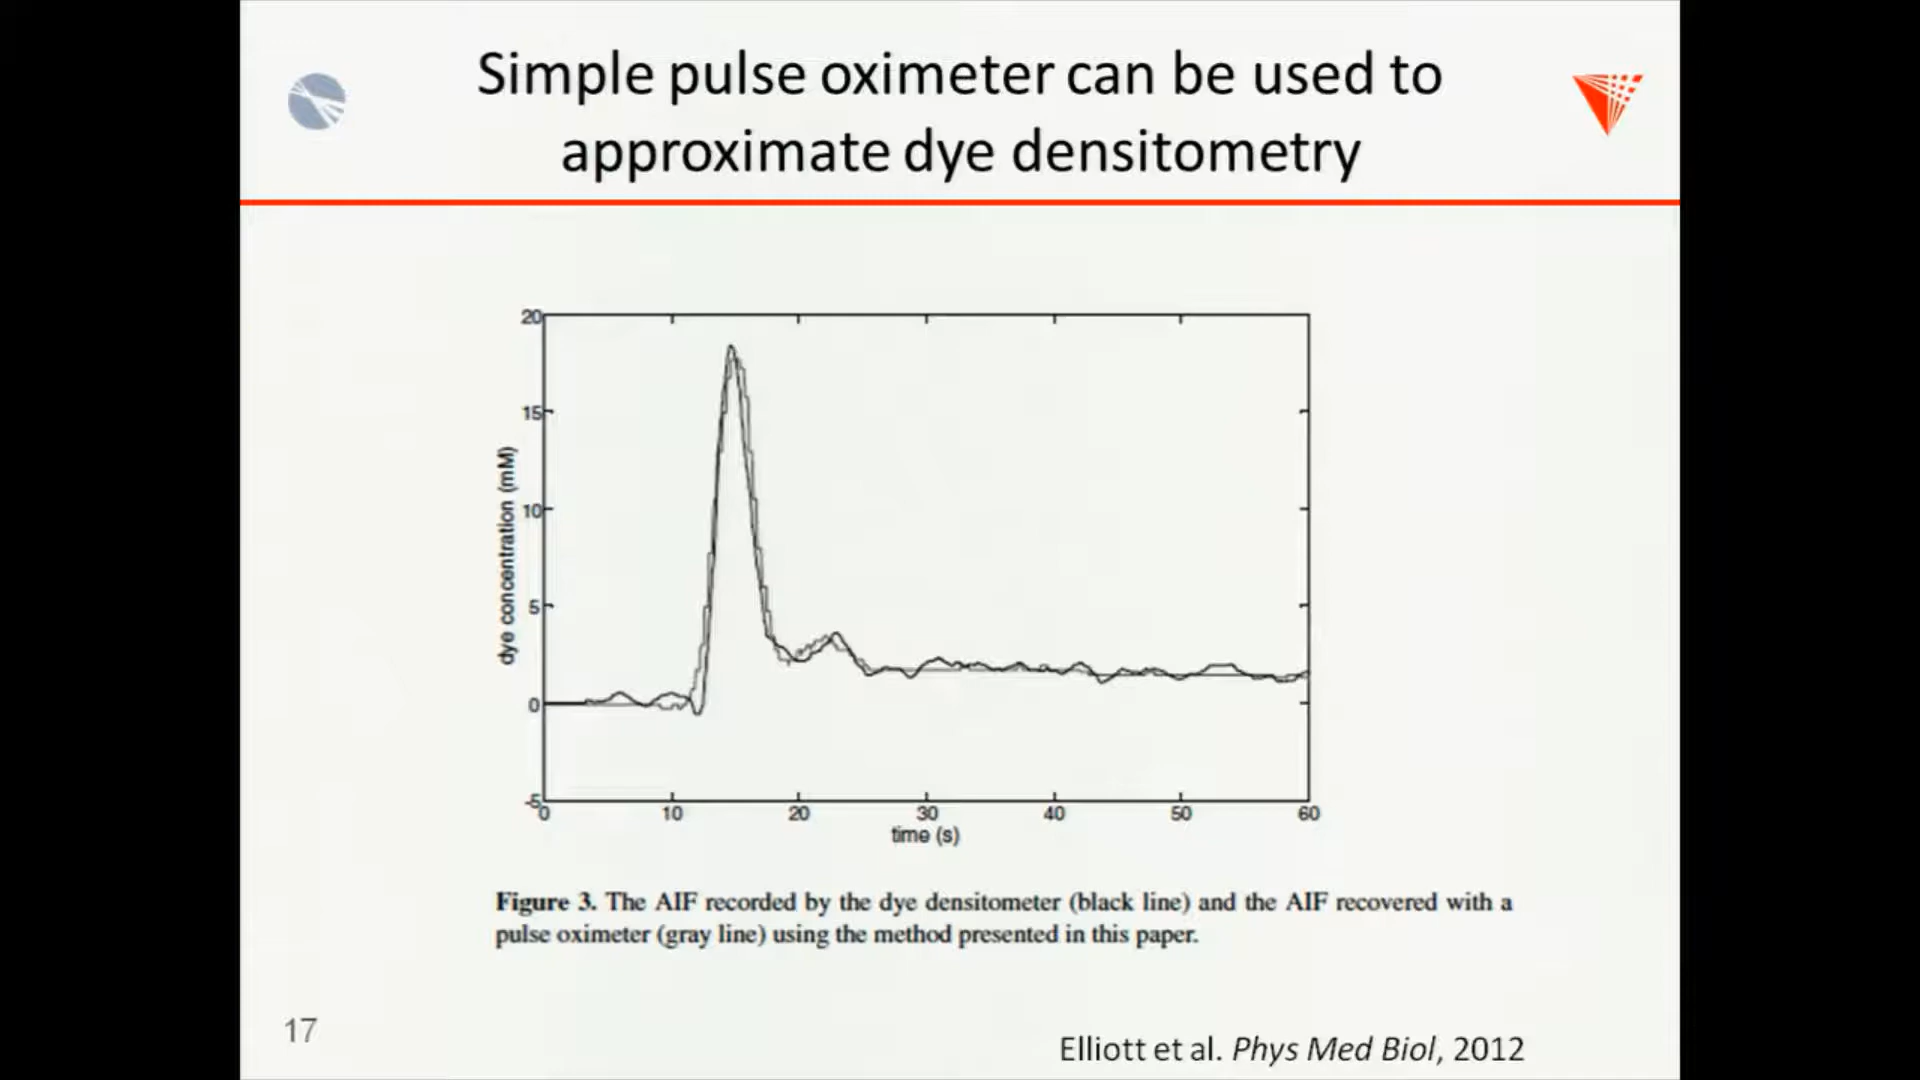 Simple pulse oximeter can be used to
approximate dye densitometry
20
15
10
5
0
-5
dye concentration (mM)
0 10 20 30 40 50 60
time (s)
Figure 3. The AIF recorded by the dye densitometer (black line) and the AIF recovered with a
pulse oximeter (gray line) using the method presented in this paper.
17
Elliott et al. Phys Med Biol, 2012